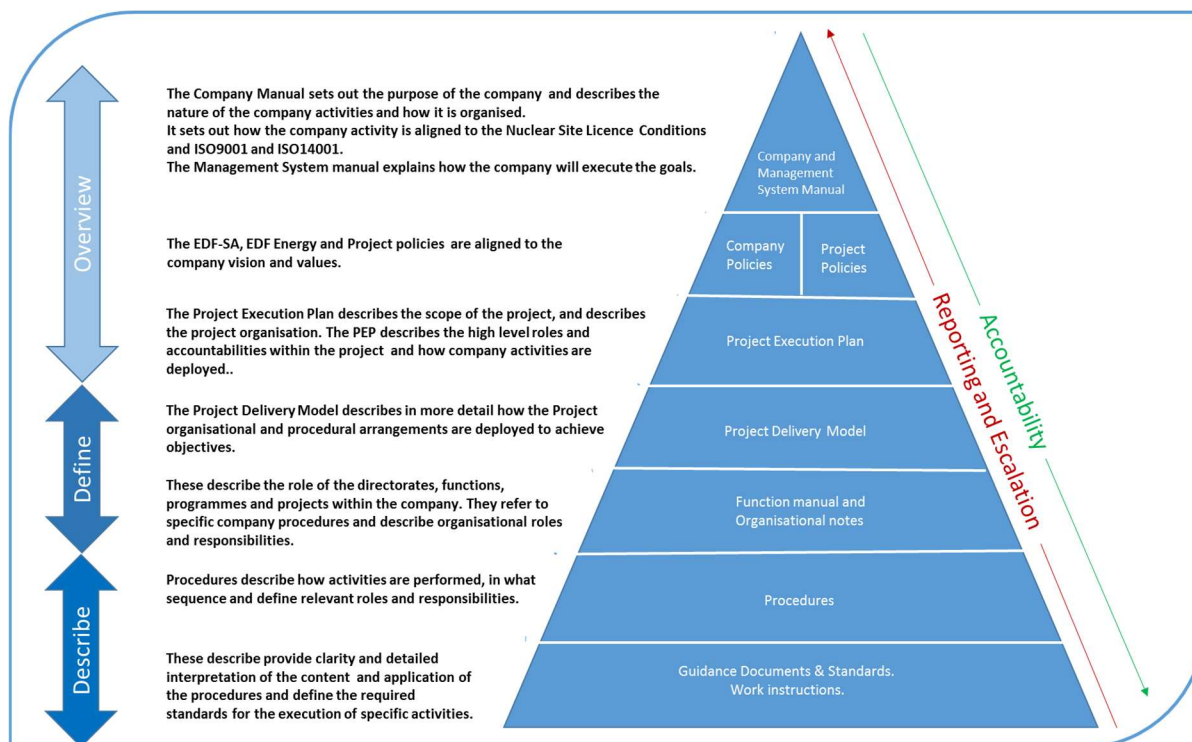 The Company Manual sets out the purpose of the company and describes the
nature of the company activities and how it is organised.
It sets out how the company activity is aligned to the Nuclear Site Licence Conditions
and ISO9001 and ISO14001.
The Management System manual explains how the company will execute the goals.
Company and
Management
System Manual
Overview
The EDF-SA, EDF Energy and Project policies are aligned to the
company vision and values.
Company
Policies
Project
Policies
The Project Execution Plan describes the scope of the project, and describes
the project organisation. The PEP describes the high level roles and
accountabilities within the project and how company activities are
deployed..
Project Execution Plan
Reporting and Escalation
Accountability
Define
The Project Delivery Model describes in more detail how the Project
organisational and procedural arrangements are deployed to achieve
objectives.
Project Delivery Model
These describe the role of the directorates, functions,
programmes and projects within the company. They refer to
specific company procedures and describe organisational roles
and responsibilities.
Function manual and
Organisational notes
Describe
Procedures describe how activities are performed, in what
sequence and define relevant roles and responsibilities.
Procedures
These describe provide clarity and detailed
interpretation of the content and application of
the procedures and define the required
standards for the execution of specific activities.
Guidance Documents & Standards.
Work instructions.